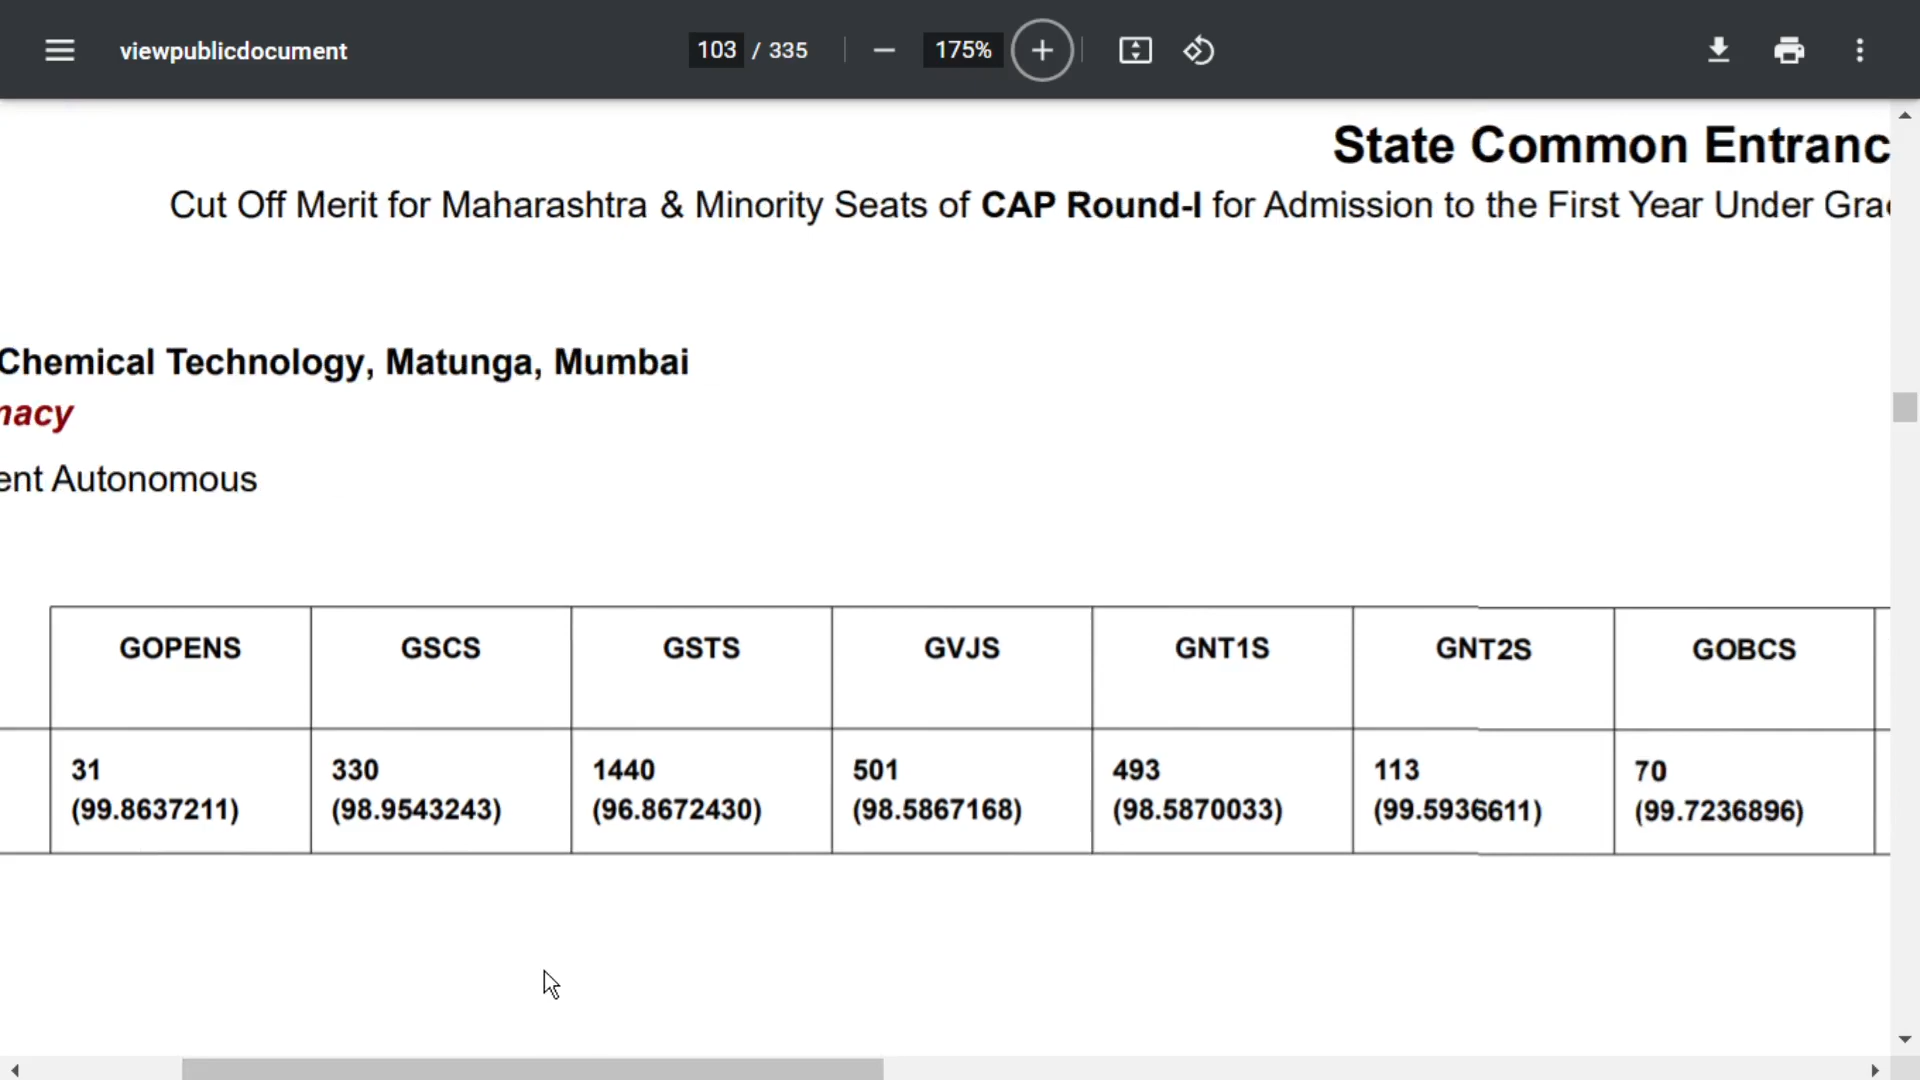 viewpublicdocument
103 / 335
175%
State Common Entranc
Cut Off Merit for Maharashtra & Minority Seats of CAP Round-I for Admission to the First Year Under Gra
Chemical Technology, Matunga, Mumbai
macy
ent Autonomous
GOPENS GSCS GSTS GVJS GNT1S GNT2S GOBCS
31 330 1440 501 493 113 70
(99.8637211) (98.9543243) (96.8672430) (98.5867168) (98.5870033) (99.5936611) (99.7236896)